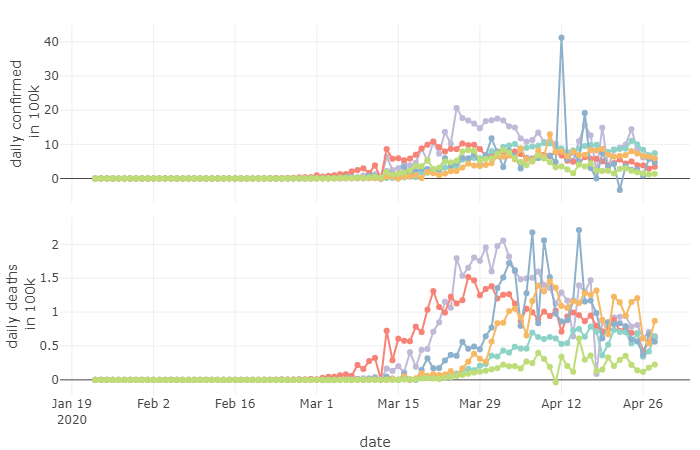 daily confirmed
in 100k
40
30
20
10
0
daily deaths
in 100k
2
1.5
1
0.5
0
Jan 19
2020
Feb 2
Feb 16
Mar 1
Mar 15
Mar 29
Apr 12
Apr 26
date